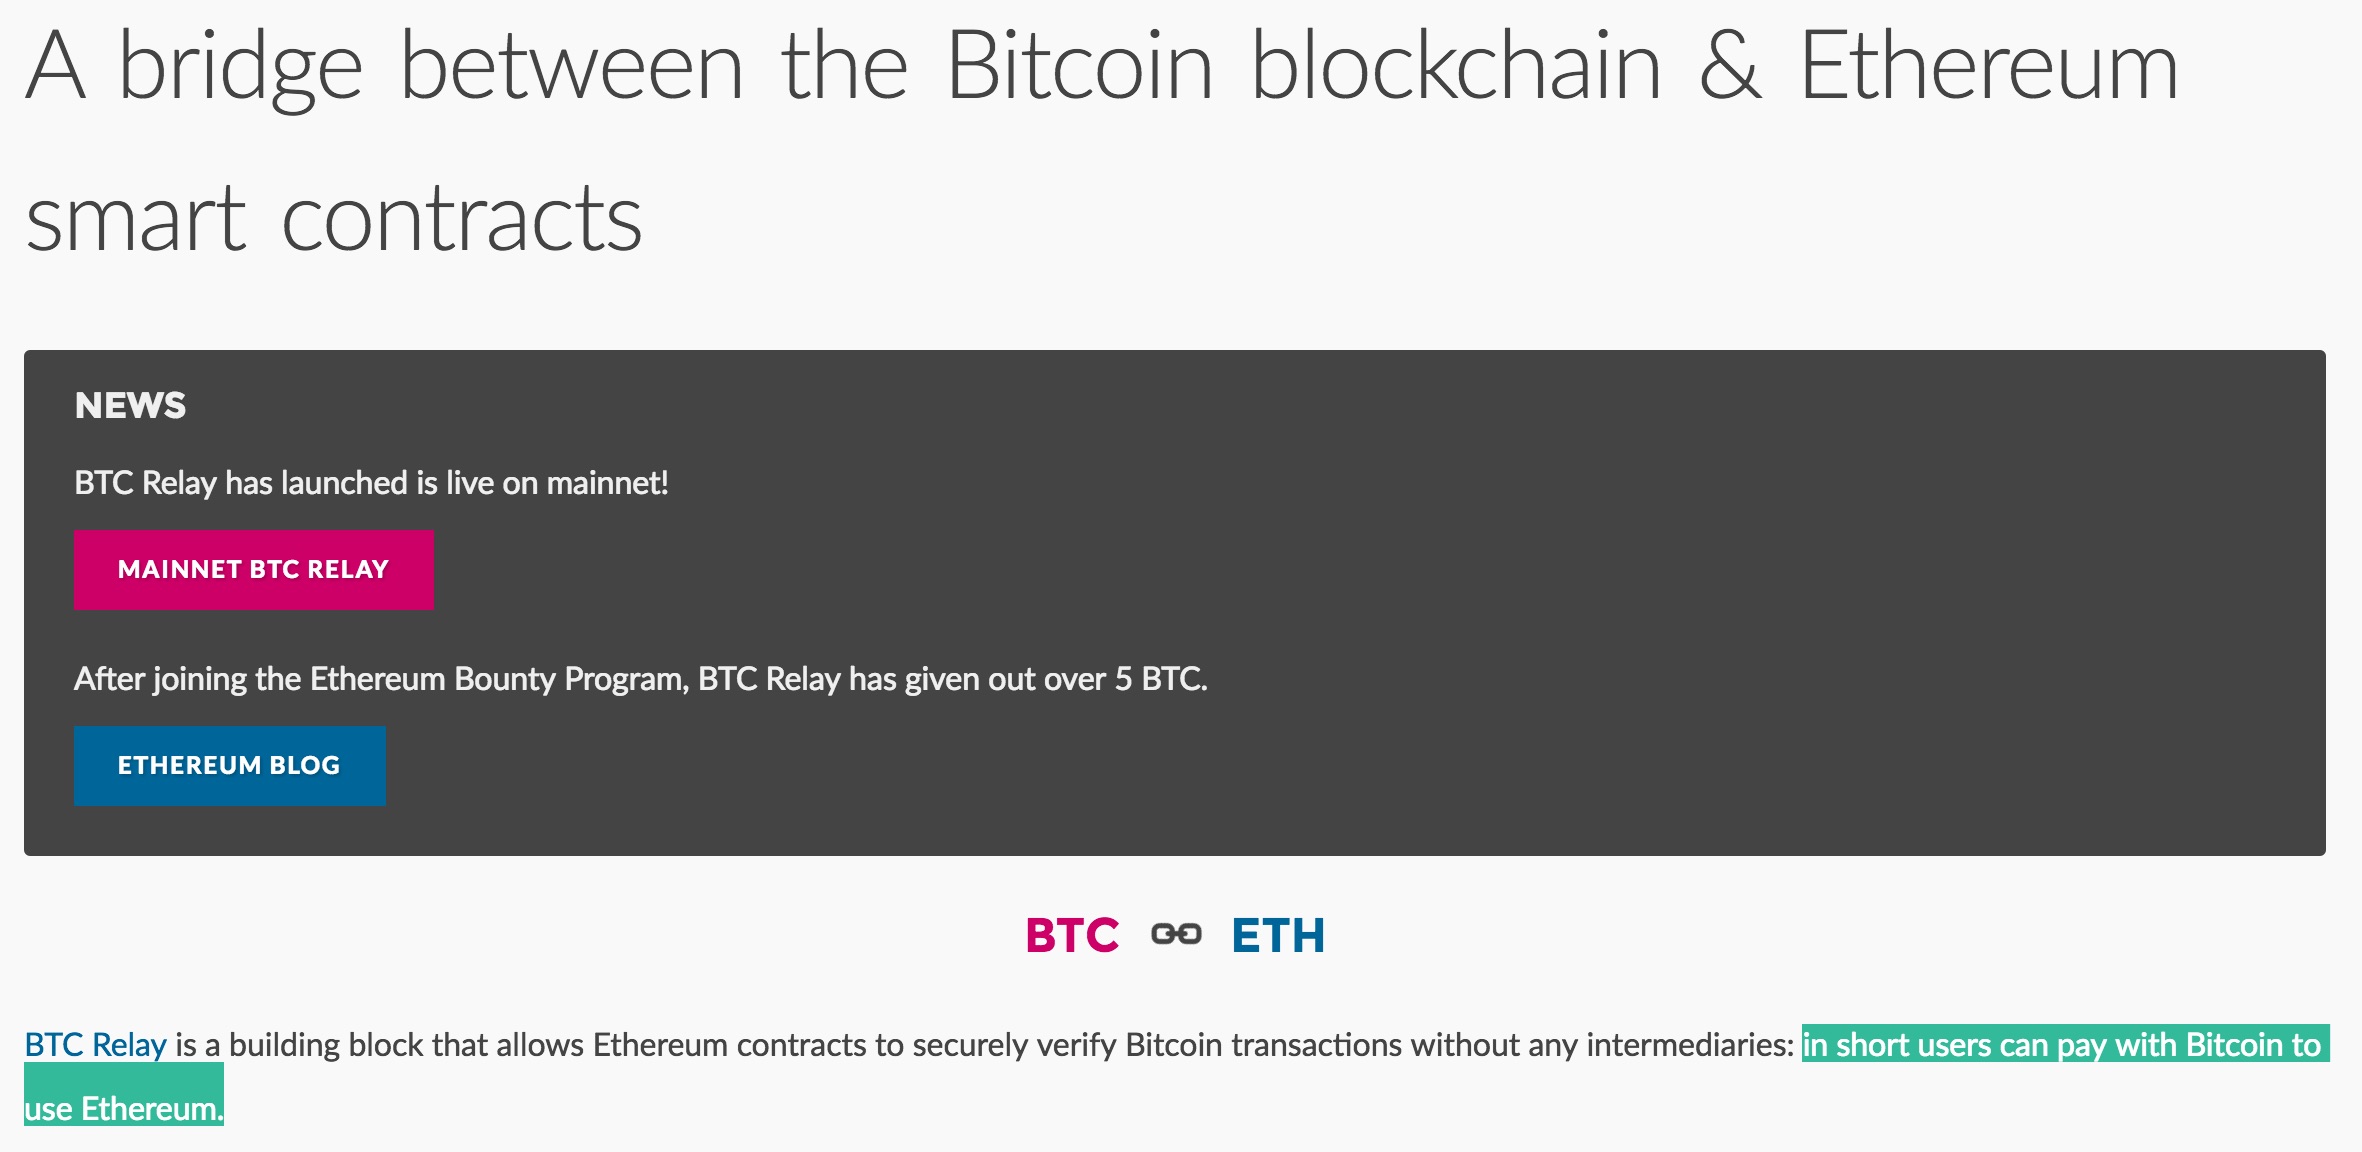 A bridge between the Bitcoin blockchain & Ethereum
smart contracts
NEWS
BTC Relay has launched is live on mainnet!
MAINNET BTC RELAY
After joining the Ethereum Bounty Program, BTC Relay has given out over 5 BTC.
ETHEREUM BLOG
BTC ETH
BTC Relay is a building block that allows Ethereum contracts to securely verify Bitcoin transactions without any intermediaries: in short users can pay with Bitcoin to
use Ethereum.